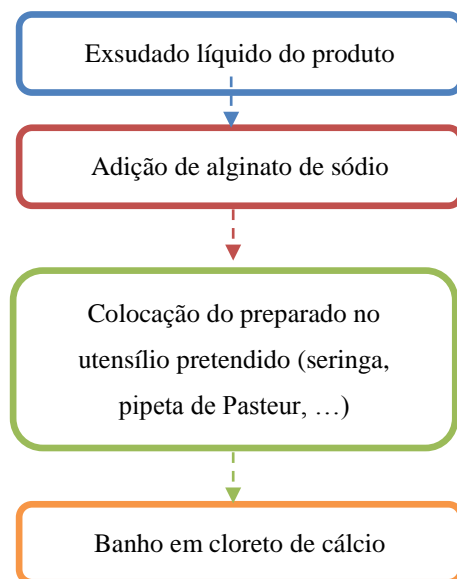 Exsudado líquido do produto
Adição de alginato de sódio
Colocação do preparado no
utensílio pretendido (seringa,
pipeta de Pasteur, …)
Banho em cloreto de cálcio